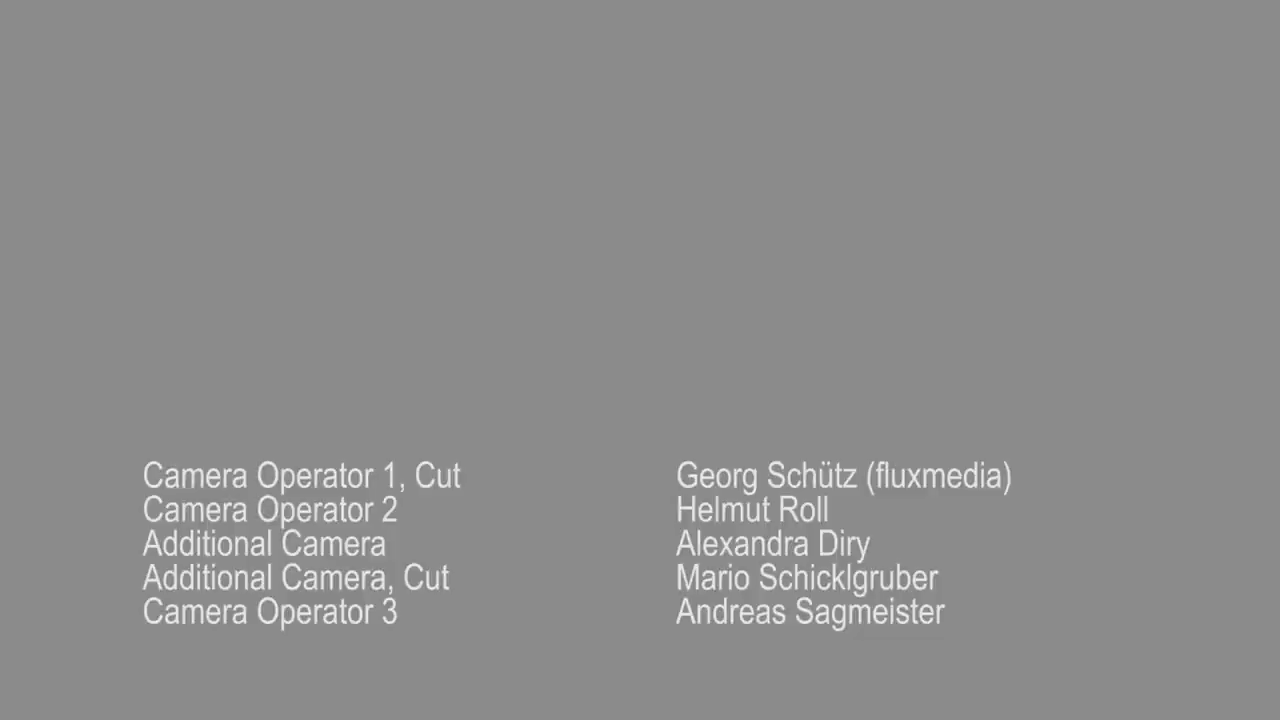 Camera Operator 1, Cut Georg Schütz (fluxmedia)
Camera Operator 2 Helmut Roll
Additional Camera Alexandra Diry
Additional Camera, Cut Mario Schicklgruber
Camera Operator 3 Andreas Sagmeister